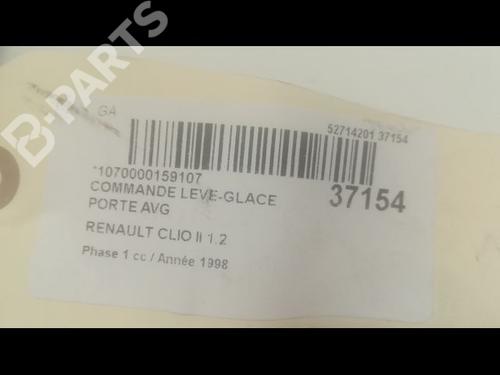 B-PARTS
GA
52714201 37154
*1070000159107
COMMANDE LEVE-GLACE
PORTE AVG
37154
RENAULT CLIO II 1.2
Phase 1 cc / Année 1998